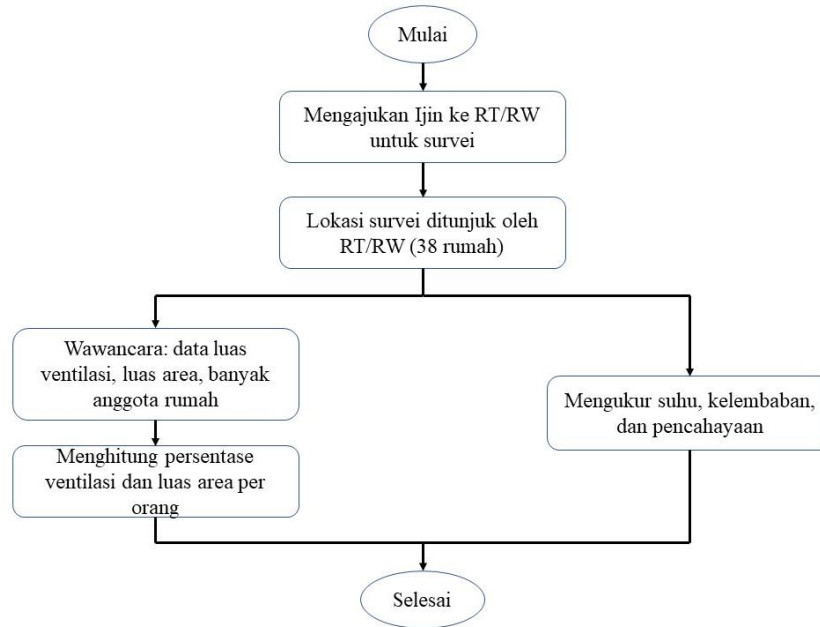 Mulai
Mengajukan Ijin ke RT/RW
untuk survei
Lokasi survei ditunjuk oleh
RT/RW (38 rumah)
Wawancara: data luas
ventilasi, luas area, banyak
anggota rumah
Menghitung persentase
ventilasi dan luas area per
orang
Mengukur suhu, kelembaban,
dan pencahayaan
Selesai